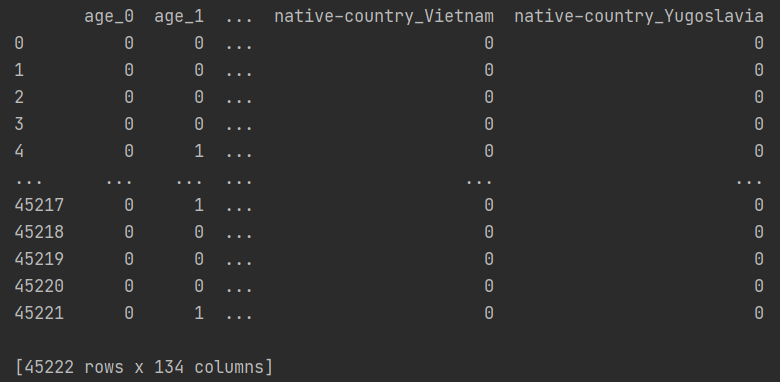 age_0 age_1 ... native-country_Vietnam native-country_Yugoslavia
0 0 0 ... 0 0
1 0 0 ... 0 0
2 0 0 ... 0 0
3 0 0 ... 0 0
4 0 1 ... 0 0
... ... ... ... ... ...
45217 0 1 ... 0 0
45218 0 0 ... 0 0
45219 0 0 ... 0 0
45220 0 0 ... 0 0
45221 0 1 ... 0 0
[45222 rows x 134 columns]